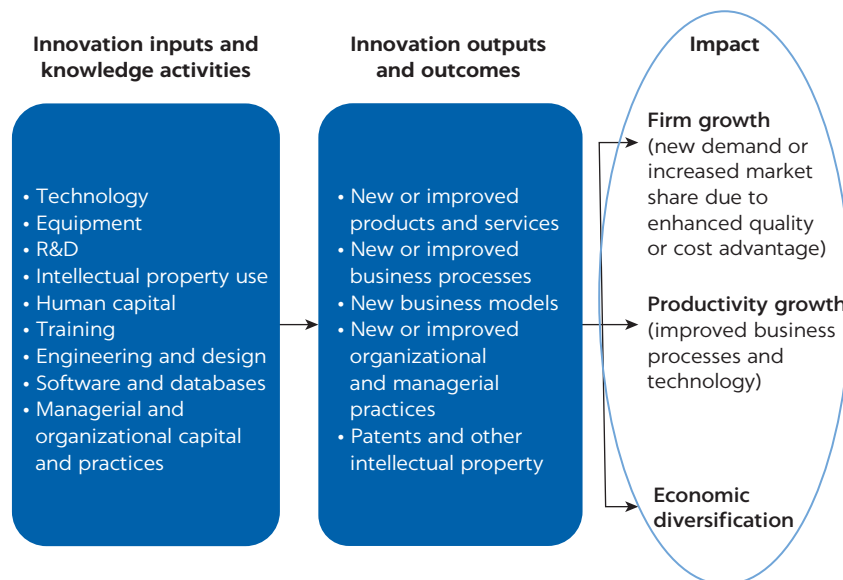 Innovation inputs and
knowledge activities
• Technology
• Equipment
• R&D
• Intellectual property use
• Human capital
• Training
• Engineering and design
• Software and databases
• Managerial and
organizational capital
and practices
Innovation outputs
and outcomes
• New or improved
products and services
• New or improved
business processes
• New business models
• New or improved
organizational
and managerial
practices
• Patents and other
intellectual property
Impact
Firm growth
(new demand or
increased market
share due to
enhanced quality
or cost advantage)
Productivity growth
(improved business
processes and
technology)
Economic
diversification